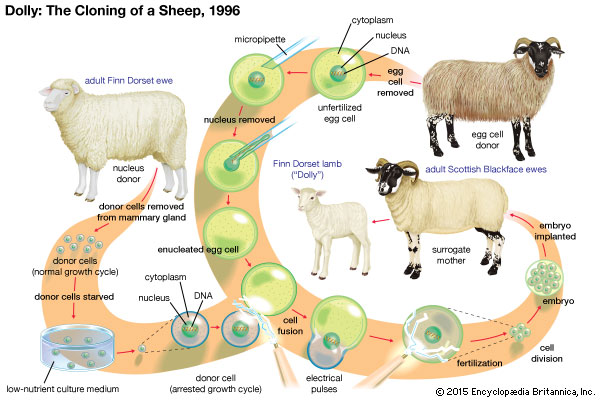 Dolly: The Cloning of a Sheep, 1996
adult Finn Dorset ewe
nucleus
donor
micropipette
cytoplasm
nucleus
DNA
unfertilized
egg cell
egg
cell
removed
egg cell
donor
nucleus removed
donor cells removed
from mammary gland
donor cells
(normal growth cycle)
donor cells starved
low-nutrient culture medium
cytoplasm
nucleus
DNA
donor cell
(arrested growth cycle)
enucleated egg cell
cell
fusion
electrical
pulses
fertilization
cell
division
embryo
embryo
implanted
adult Scottish Blackface ewes
surrogate
mother
Finn Dorset lamb
("Dolly")
© 2015 Encyclopædia Britannica, Inc.